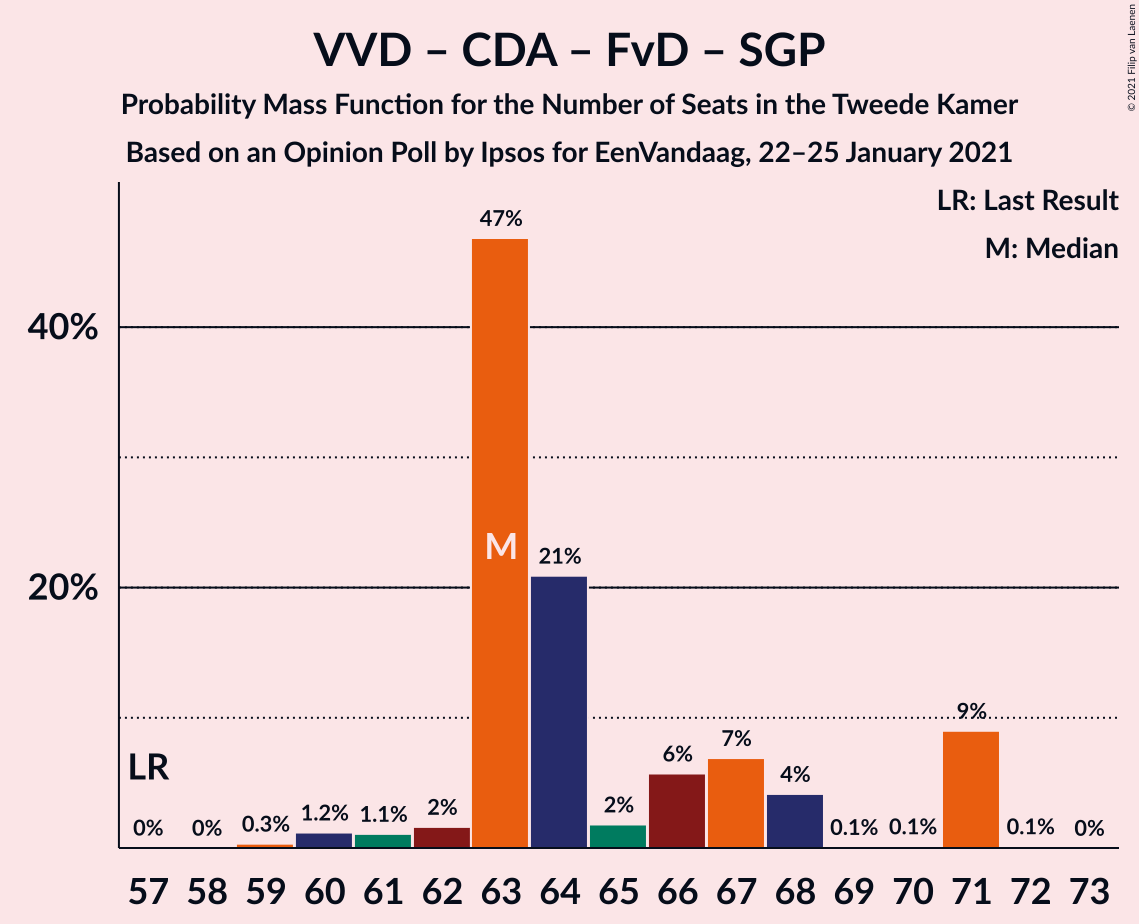 VVD – CDA – FvD – SGP
Probability Mass Function for the Number of Seats in the Tweede Kamer
Based on an Opinion Poll by Ipsos for EenVandaag, 22–25 January 2021
© 2021 Filip van Laenen
LR: Last Result
M: Median
47%
40%
M
21%
20%
9%
7%
6%
4%
LR
2%
2%
1.2%
1.1%
0.3%
0%
0%
0.1%
0.1%
0.1%
0%
57 58 59 60 61 62 63 64 65 66 67 68 69 70 71 72 73